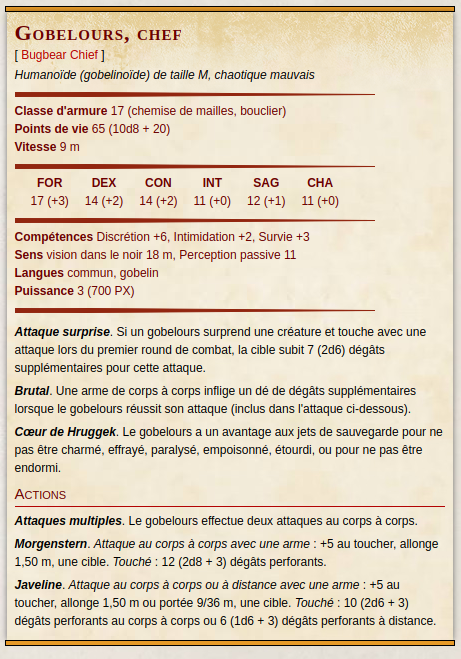 Gobelours, chef
[ Bugbear Chief ]
Humanoïde (gobelinoïde) de taille M, chaotique mauvais
Classe d'armure 17 (chemise de mailles, bouclier)
Points de vie 65 (10d8 + 20)
Vitesse 9 m
FOR DEX CON INT SAG CHA
17 (+3) 14 (+2) 14 (+2) 11 (+0) 12 (+1) 11 (+0)
Compétences Discrétion +6, Intimidation +2, Survie +3
Sens vision dans le noir 18 m, Perception passive 11
Langues commun, gobelin
Puissance 3 (700 PX)
Attaque surprise. Si un gobelours surprend une créature et touche avec une
attaque lors du premier round de combat, la cible subit 7 (2d6) dégâts
supplémentaires pour cette attaque.
Brutal. Une arme de corps à corps inflige un dé de dégâts supplémentaires
lorsque le gobelours réussit son attaque (inclus dans l'attaque ci-dessous).
Cœur de Hruggek. Le gobelours a un avantage aux jets de sauvegarde pour ne
pas être charmé, effrayé, paralysé, empoisonné, étourdi, ou pour ne pas être
endormi.
Actions
Attaques multiples. Le gobelours effectue deux attaques au corps à corps.
Morgenstern. Attaque au corps à corps avec une arme : +5 au toucher, allonge
1,50 m, une cible. Touché : 12 (2d8 + 3) dégâts perforants.
Javeline. Attaque au corps à corps ou à distance avec une arme : +5 au
toucher, allonge 1,50 m ou portée 9/36 m, une cible. Touché : 10 (2d6 + 3)
dégâts perforants au corps à corps ou 6 (1d6 + 3) dégâts perforants à distance.